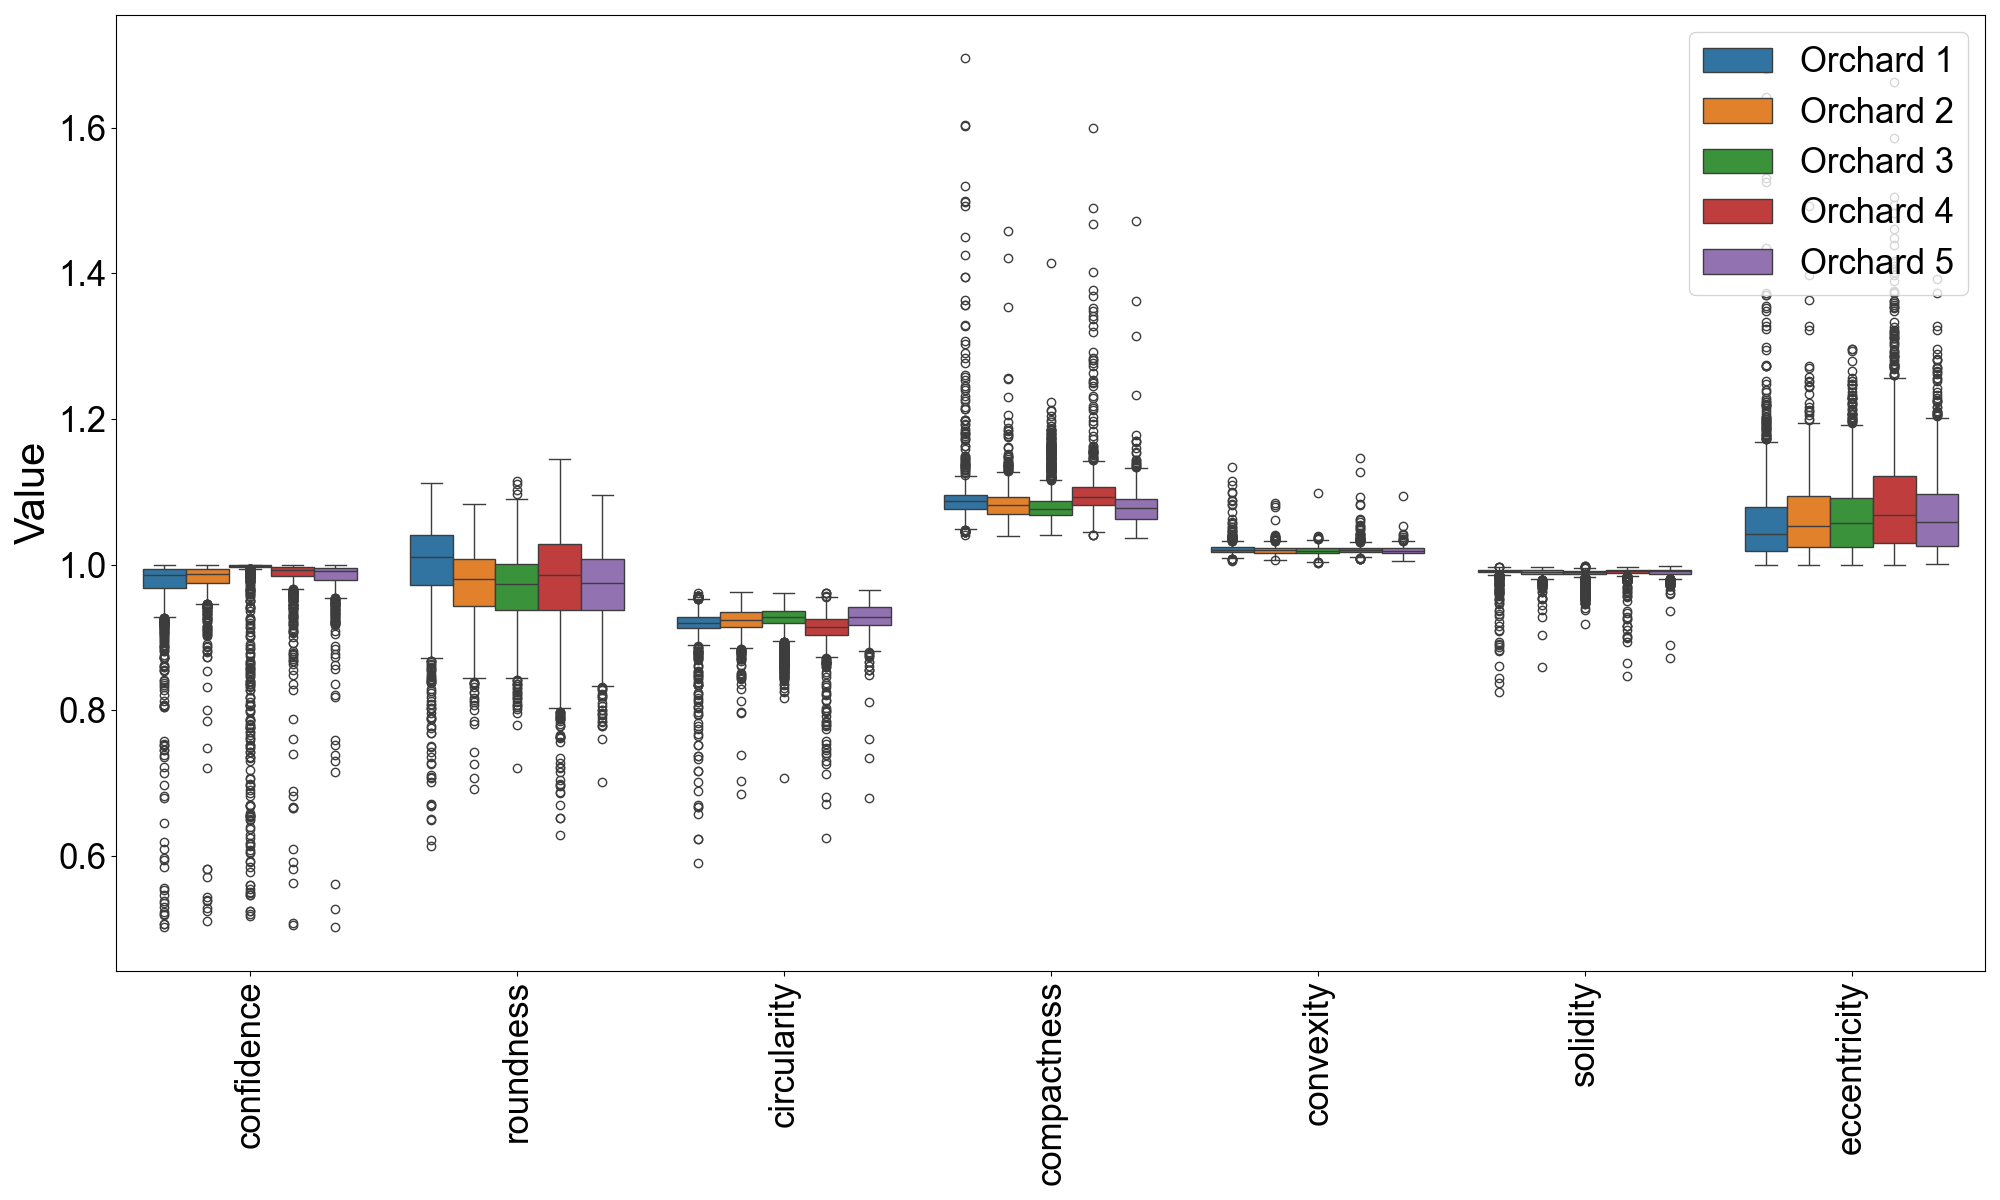 Value
1.6
1.4
1.2
1.0
0.8
0.6
Orchard 1
Orchard 2
Orchard 3
Orchard 4
Orchard 5
confidence
roundness
circularity
compactness
convexity
solidity
eccentricity